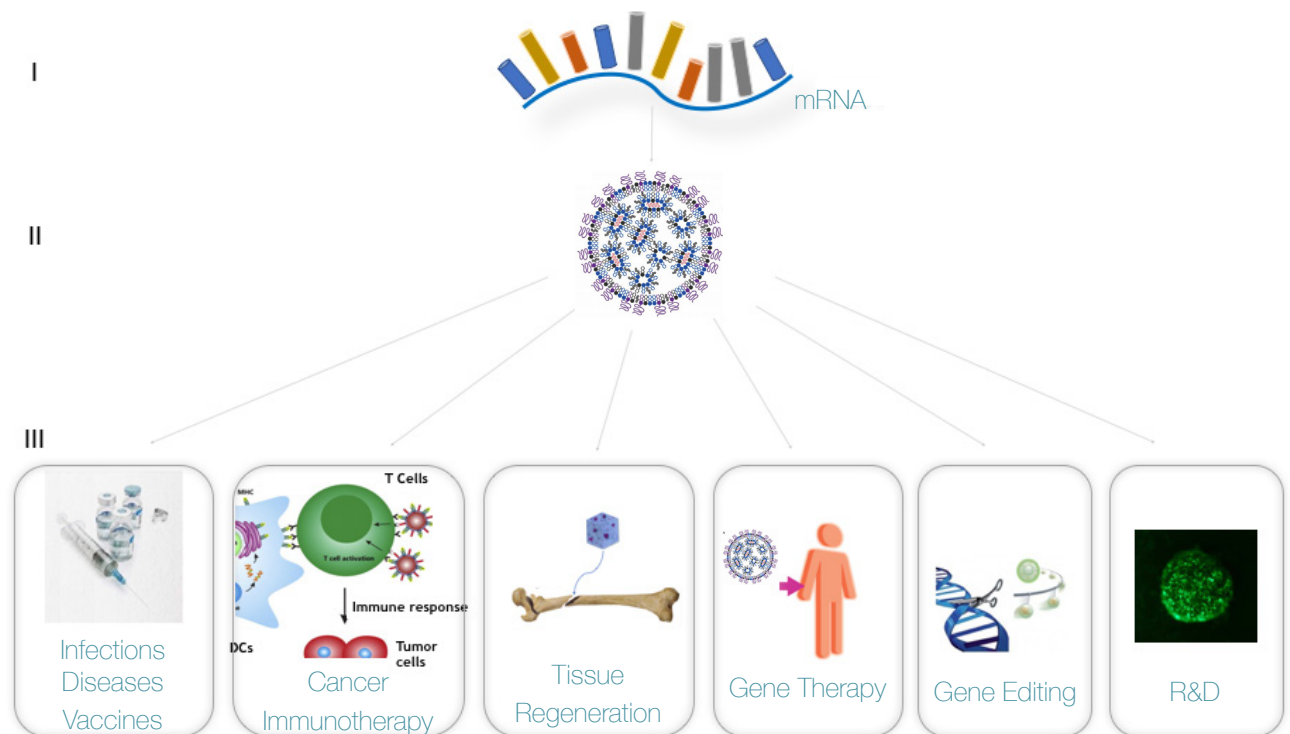 I
mRNA
II
III
MHC
T Cells
T cell activation
Immune response
DCs
Tumor
cells
Infections
Diseases
Vaccines
Cancer
Immunotherapy
Tissue
Regeneration
Gene Therapy
Gene Editing
R&D